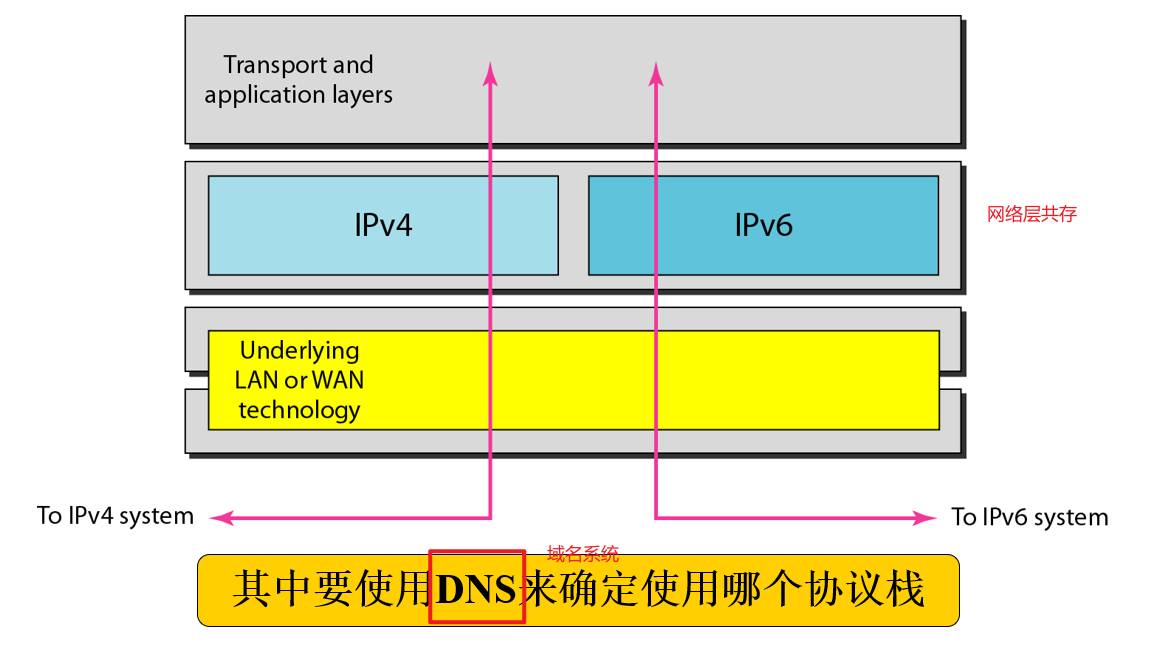 Transport and
application layers
IPv4
IPv6
网络层共存
Underlying
LAN or WAN
technology
To IPv4 system
To IPv6 system
域名系统
其中要使用DNS来确定使用哪个协议栈